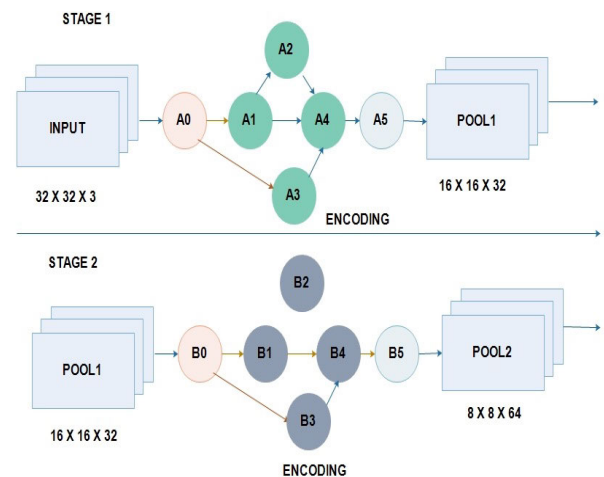 STAGE 1
A2
INPUT
A0
A1
A4
A5
POOL1
A3
32 X 32 X 3
16 X 16 X 32
ENCODING
STAGE 2
B2
POOL1
B0
B1
B4
B5
POOL2
B3
16 X 16 X 32
8 X 8 X 64
ENCODING